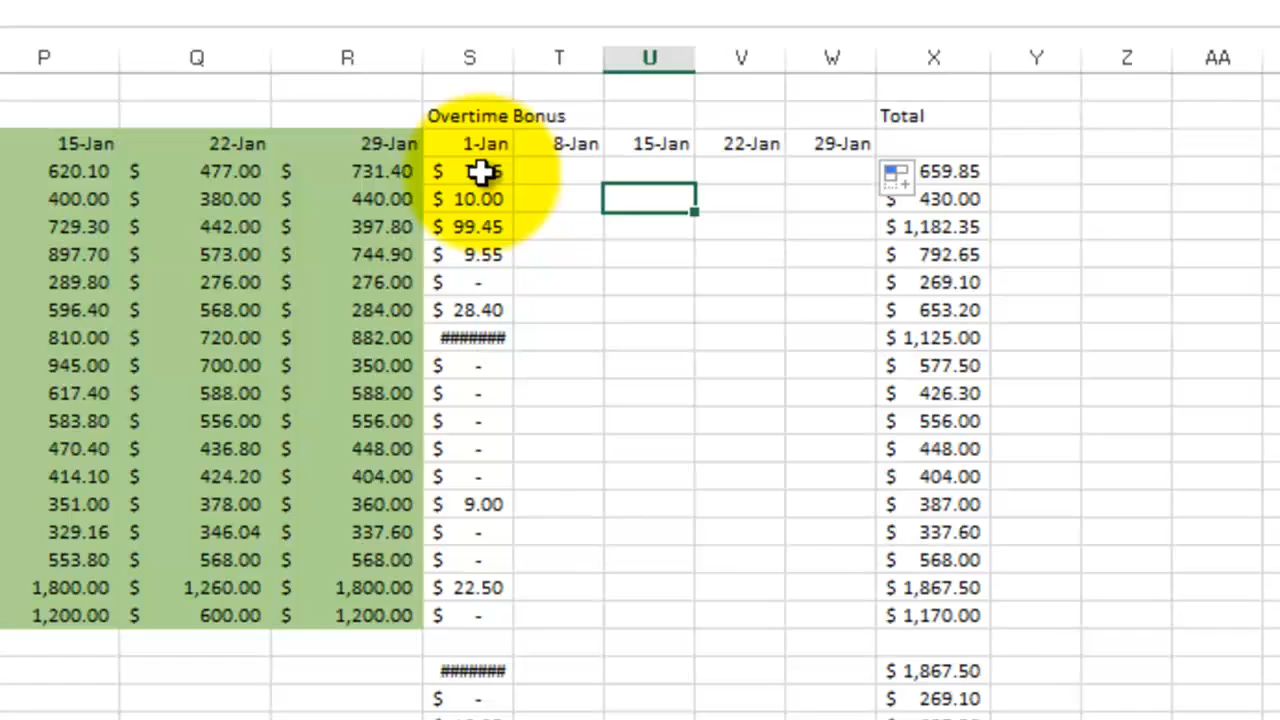 P Q R S T U V W X Y Z AA
Overtime Bonus Total
15-Jan 22-Jan 29-Jan 1-Jan 8-Jan 15-Jan 22-Jan 29-Jan
620.10 $ 477.00 $ 731.40 $ 659.85
400.00 $ 380.00 $ 440.00 $ 10.00 $ 430.00
729.30 $ 442.00 $ 397.80 $ 99.45 $ 1,182.35
897.70 $ 573.00 $ 744.90 $ 9.55 $ 792.65
289.80 $ 276.00 $ 276.00 $ - $ 269.10
596.40 $ 568.00 $ 284.00 $ 28.40 $ 653.20
810.00 $ 720.00 $ 882.00 ####### $ 1,125.00
945.00 $ 700.00 $ 350.00 $ - $ 577.50
617.40 $ 588.00 $ 588.00 $ - $ 426.30
583.80 $ 556.00 $ 556.00 $ - $ 556.00
470.40 $ 436.80 $ 448.00 $ - $ 448.00
414.10 $ 424.20 $ 404.00 $ - $ 404.00
351.00 $ 378.00 $ 360.00 $ 9.00 $ 387.00
329.16 $ 346.04 $ 337.60 $ - $ 337.60
553.80 $ 568.00 $ 568.00 $ - $ 568.00
1,800.00 $ 1,260.00 $ 1,800.00 $ 22.50 $ 1,867.50
1,200.00 $ 600.00 $ 1,200.00 $ - $ 1,170.00
####### $ 1,867.50
$ - $ 269.10